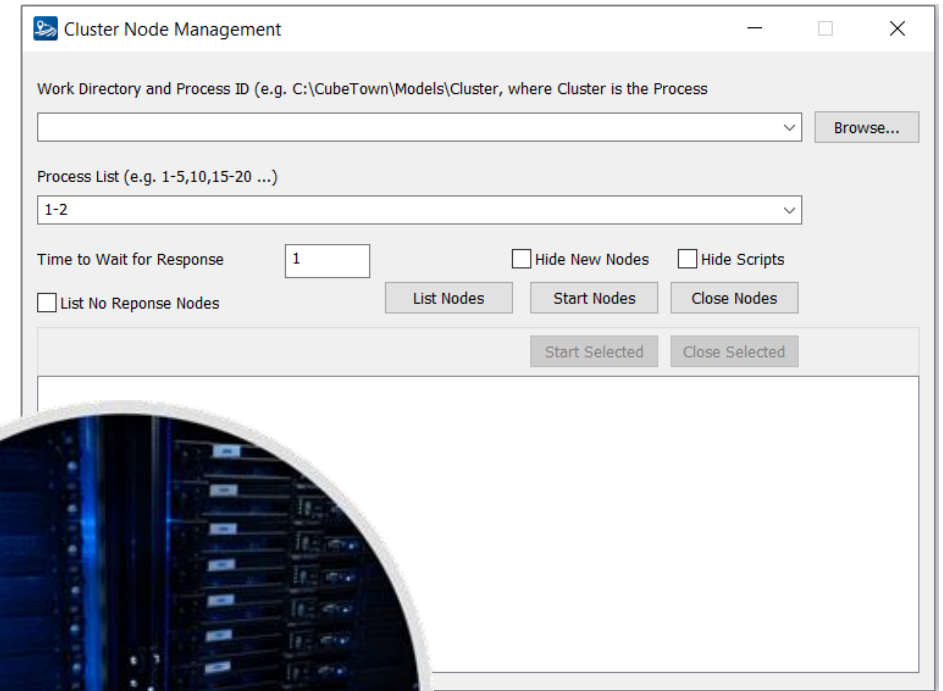 Cluster Node Management
Work Directory and Process ID (e.g. C:\CubeTown\Models\Cluster, where Cluster is the Process
Browse...
Process List (e.g. 1-5,10,15-20 ...)
1-2
Time to Wait for Response 1 Hide New Nodes Hide Scripts
List No Reponse Nodes List Nodes Start Nodes Close Nodes
Start Selected Close Selected